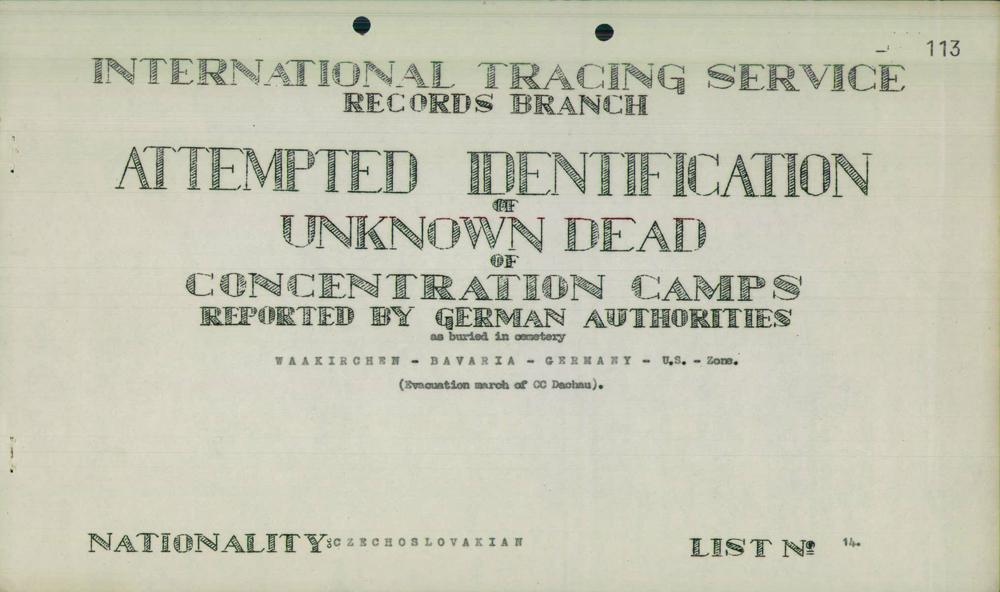 - 113
INTERNATIONAL TRACING SERVICE
RECORDS BRANCH
ATTEMPTED IDENTIFICATION
OF
UNKNOWN DEAD
OF
CONCENTRATION CAMPS
REPORTED BY GERMAN AUTHORITIES
as buried in cemetery
WAAKIRCHEN - BAVARIA - GERMANY - U.S. - Zone.
(Evacuation march of CC Dachau).
NATIONALITY: CZECHOSLOVAKIAN
LIST Nº 14.